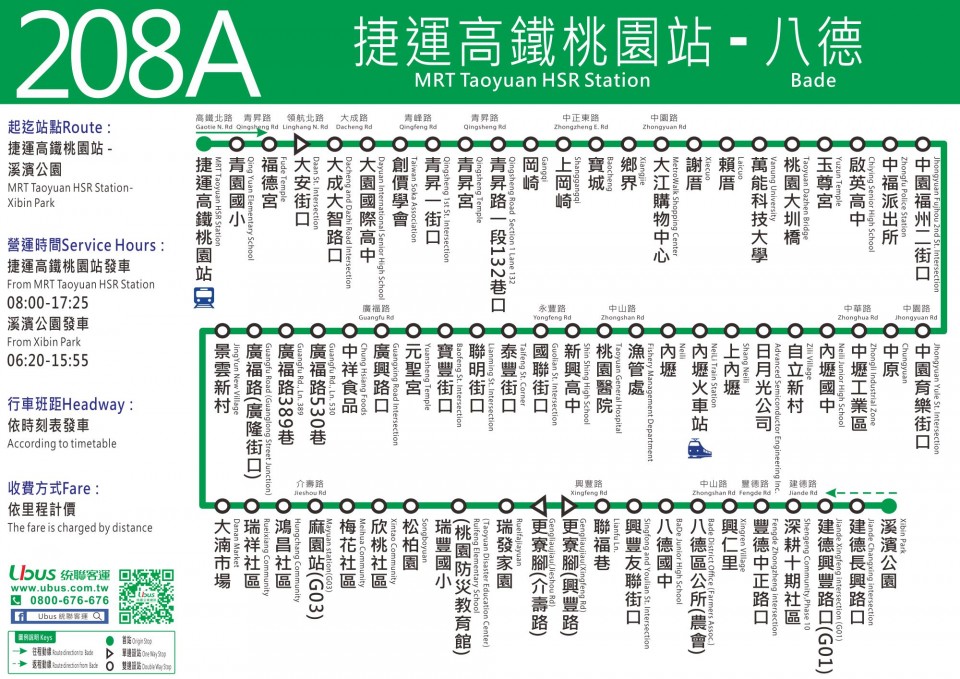 208A
捷運高鐵桃園站 - 八德
MRT Taoyuan HSR Station
Bade
起迄站點Route：
捷運高鐵桃園站 -
溪濱公園
MRT Taoyuan HSR Station-
Xibin Park
營運時間Service Hours：
捷運高鐵桃園站發車
From MRT Taoyuan HSR Station
08:00-17:25
溪濱公園發車
From Xibin Park
06:20-15:55
行車班距Headway：
依時刻表發車
According to timetable
收費方式Fare：
依里程計價
The fare is charged by distance
Ubus 統聯客運
www.ubus.com.tw
0800-676-676
Ubus 統聯客運
圖例說明 Keys
首站 Origin Stop
往程動線 Route direction to Bade
單邊設站 One Way Stop
返程動線 Route direction from Bade
雙邊設站 Double Way Stop
高鐵北路 Gaotie N. Rd
青昇路 Qingsheng Rd
領航北路 Linghang N. Rd
大成路 Dacheng Rd
青峰路 Qingfeng Rd
青昇路 Qingsheng Rd
中正東路 Zhongzheng E. Rd
中園路 Zhongyuan Rd
捷運高鐵桃園站 MRT Taoyuan HSR Station
青園國小 Qing Yuan Elementary School
福德宮 Fude Temple
大安街口 Daan St. Intersection
大成大智路口 Dacheng and Dazhi Road Intersection
大園國際高中 Dayuan International Senior High School
創價學會 Taiwan Soka Association
青昇一街口 Qingsheng 1st St. Intersection
青昇宮 Qingsheng Temple
青昇路一段132巷口 Qingsheng Road Section 1 Lane 132
岡崎 Gangqi
上岡崎 Shanggangqi
寶城 Baocheng
鄉界 Xiangjie
大江購物中心 MetroWalk Shopping Center
謝厝 Xiecuo
賴厝 Laicuo
萬能科技大學 Vanung University
桃園大圳橋 Taoyuan Dazhen Bridge
玉尊宮 Yuzun Temple
啟英高中 Chiying Senior High School
中福派出所 Zhongfu Police Station
中園福州二街口 Jhongyuan Fujhou 2nd St. Intersection
廣福路 Guangfu Rd
永豐路 Yongfeng Rd
中山路 Zhongshan Rd
中華路 Zhonghua Rd
中園路 Jhongyuan Rd
景雲新村 JingYun New Village
廣福路(廣隆街口) Guangfu Road (Guanglong Street Junction)
廣福路389巷 Guangfu Rd., Ln. 389
廣福路530巷 Guangfu Rd., Ln. 530
中祥食品 Chung Hsiang Foods
廣興路口 Guangxing Road Intersection
元聖宮 Yuansheng Temple
寶豐街口 Baofeng St. Intersection
聯明街口 Lianming St. Intersection
泰豐街口 Taifeng St. Corner
國聯街口 Guolian St. Intersection
新興高中 Shin Shing High School
桃園醫院 Taoyuan General Hospital
漁管處 Fishery Management Department
內壢 Neili
內壢火車站 NeiLi Train Station
上內壢 Shang Neili
日月光公司 Advanced Semiconductor Engineering Inc.
自立新村 Zili Village
內壢國中 Neili Junior High School
中壢工業區 Zhongli Industrial Zone
中原 Chungyuan
中園育樂街口 Jhongyuan Yule St. Intersection
介壽路 Jieshou Rd
興豐路 Xingfeng Rd
中山路 Zhongshan Rd
豐德路 Fengde Rd
建德路 Jiande Rd
大湳市場 Danan Market
瑞祥社區 Ruixiang Community
鴻昌社區 Hungchang Community
麻園站(G03) Mayuan station(G03)
梅花社區 Meihua Community
欣桃社區 Xintao Community
松柏園 Songboyuan
瑞豐國小 Ruifeng Elementary School
(桃園防災教育館) (Taoyuan Disaster Education Center)
瑞發家園 Rueifajiayuan
更寮腳(介壽路) Gengliaujiau(Jieshou Rd)
更寮腳(興豐路) Gengliaujiau(Xingfeng Rd)
聯福巷 Lianfu Ln.
興豐友聯街口 Singfong and Youlian St. Intersection
八德國中 BaDe Junior High School
八德區公所(農會) Bade District Office (Farmers Assoc.)
興仁里 Xingren Village
豐德中正路口 Fengde Zhongzheng intersection
深耕十期社區 Shengeng Community, Phase 10
建德興豐路口(G01) Jiande Xingfeng intersection (G01)
建德長興路口 Jiande Changxing intersection
溪濱公園 Xibin Park